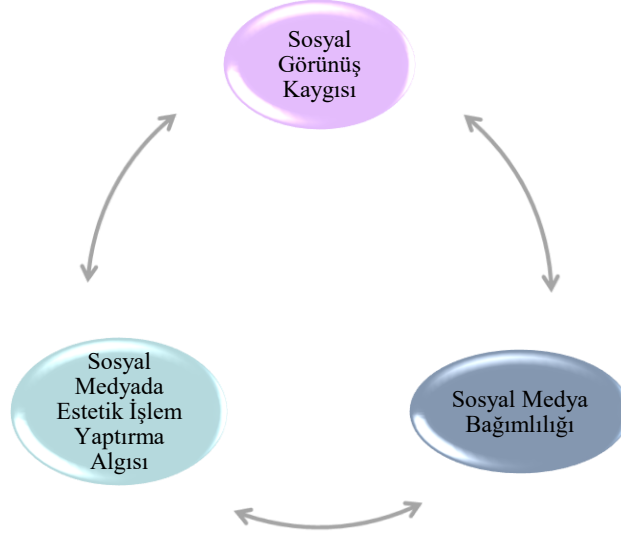 Sosyal
Görünüş
Kaygısı
Sosyal
Medyada
Estetik İşlem
Yaptırma
Algısı
Sosyal Medya
Bağımlılığı